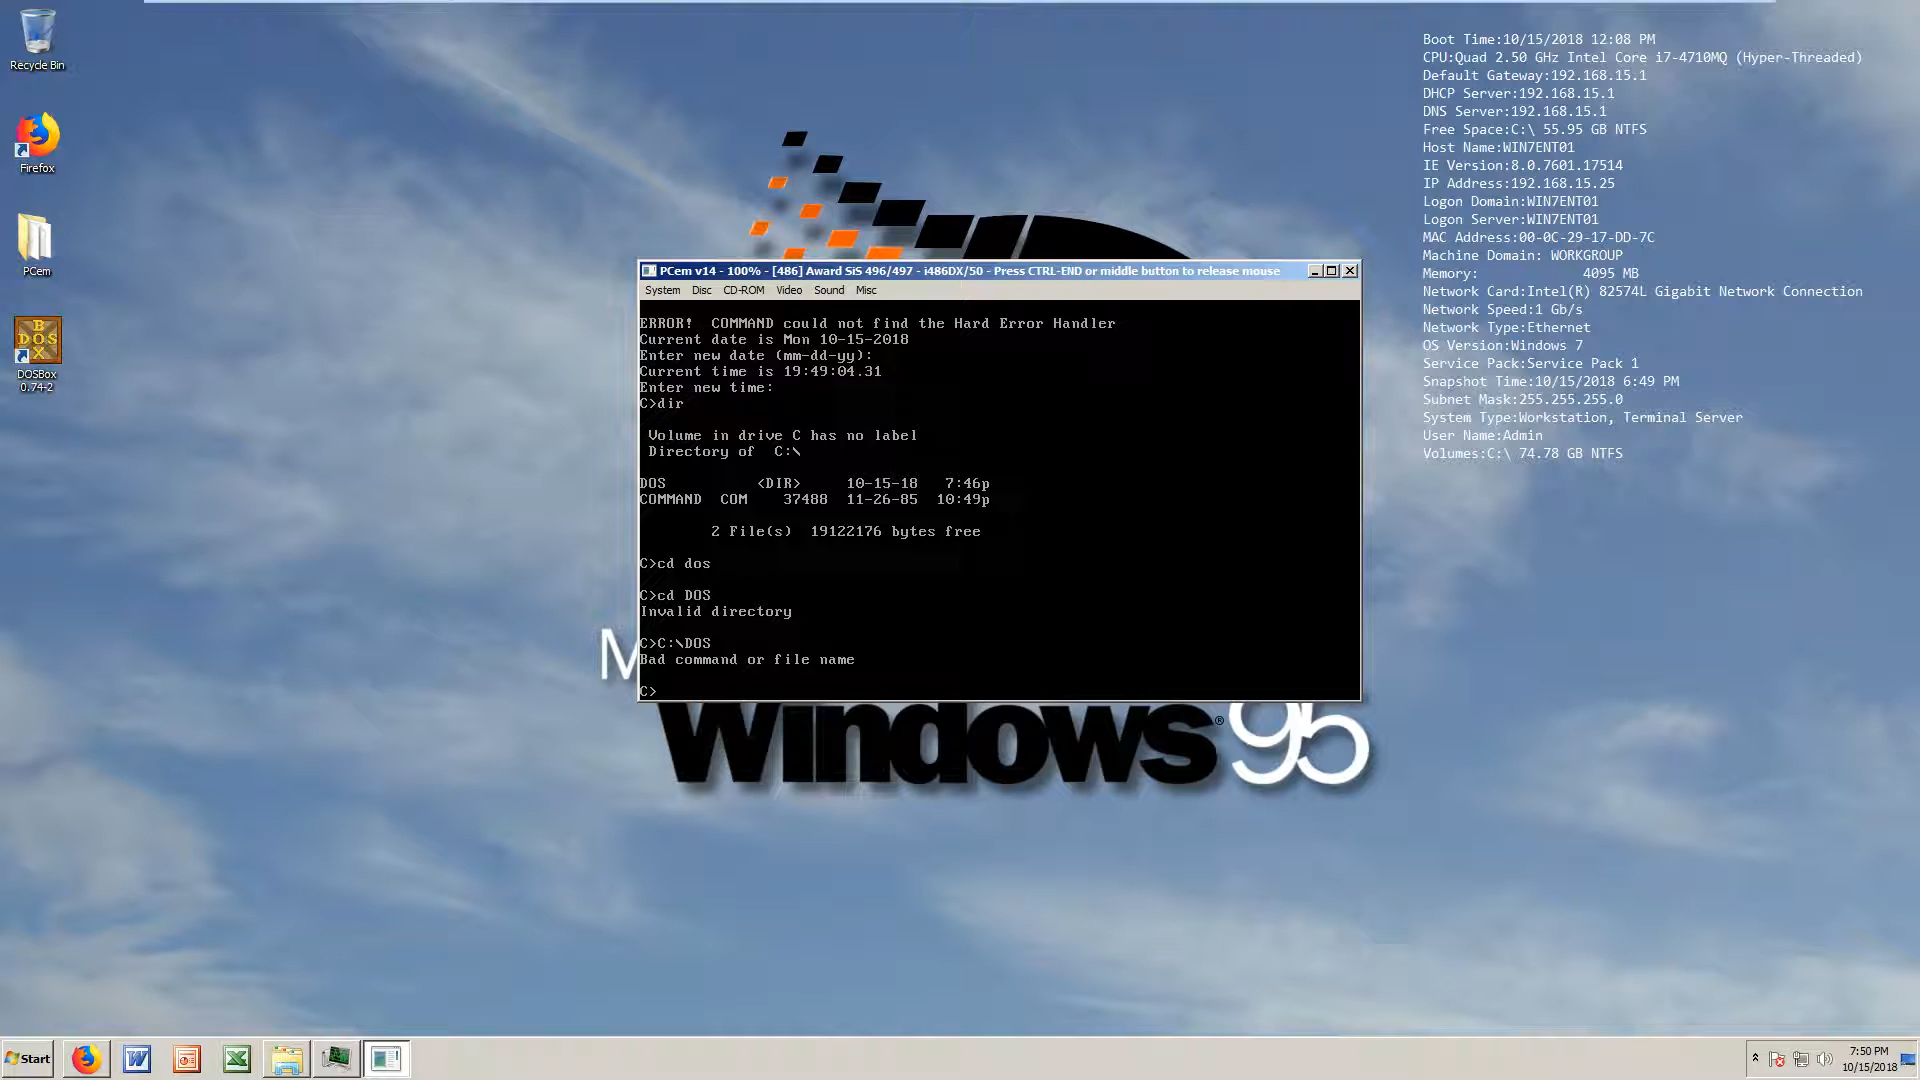 Recycle Bin
Firefox
PCem
BOX
DOS
DOSBox
0.74-2
Boot Time:10/15/2018 12:08 PM
CPU:Quad 2.50 GHz Intel Core i7-4710MQ (Hyper-Threaded)
Default Gateway:192.168.15.1
DHCP Server:192.168.15.1
DNS Server:192.168.15.1
Free Space:C:\ 55.95 GB NTFS
Host Name:WIN7ENT01
IE Version:8.0.7601.17514
IP Address:192.168.15.25
Logon Domain:WIN7ENT01
Logon Server:WIN7ENT01
MAC Address:00-0C-29-17-DD-7C
Machine Domain: WORKGROUP
Memory: 4095 MB
Network Card:Intel(R) 82574L Gigabit Network Connection
Network Speed:1 Gb/s
Network Type:Ethernet
OS Version:Windows 7
Service Pack:Service Pack 1
Snapshot Time:10/15/2018 6:49 PM
Subnet Mask:255.255.255.0
System Type:Workstation, Terminal Server
User Name:Admin
Volumes:C:\ 74.78 GB NTFS
PCem v14 - 100% - [486] Award SiS 496/497 - i486DX/50 - Press CTRL-END or middle button to release mouse
System Disc CD-ROM Video Sound Misc
ERROR! COMMAND could not find the Hard Error Handler
Current date is Mon 10-15-2018
Enter new date (mm-dd-yy):
Current time is 19:49:04.31
Enter new time:
C>dir
Volume in drive C has no label
Directory of C:\
DOS <DIR> 10-15-18 7:46p
COMMAND COM 37488 11-26-85 10:49p
2 File(s) 19122176 bytes free
C>cd dos
C>cd DOS
Invalid directory
C>C:\DOS
Bad command or file name
C>
M
Windows® 95
Start
7:50 PM
10/15/2018